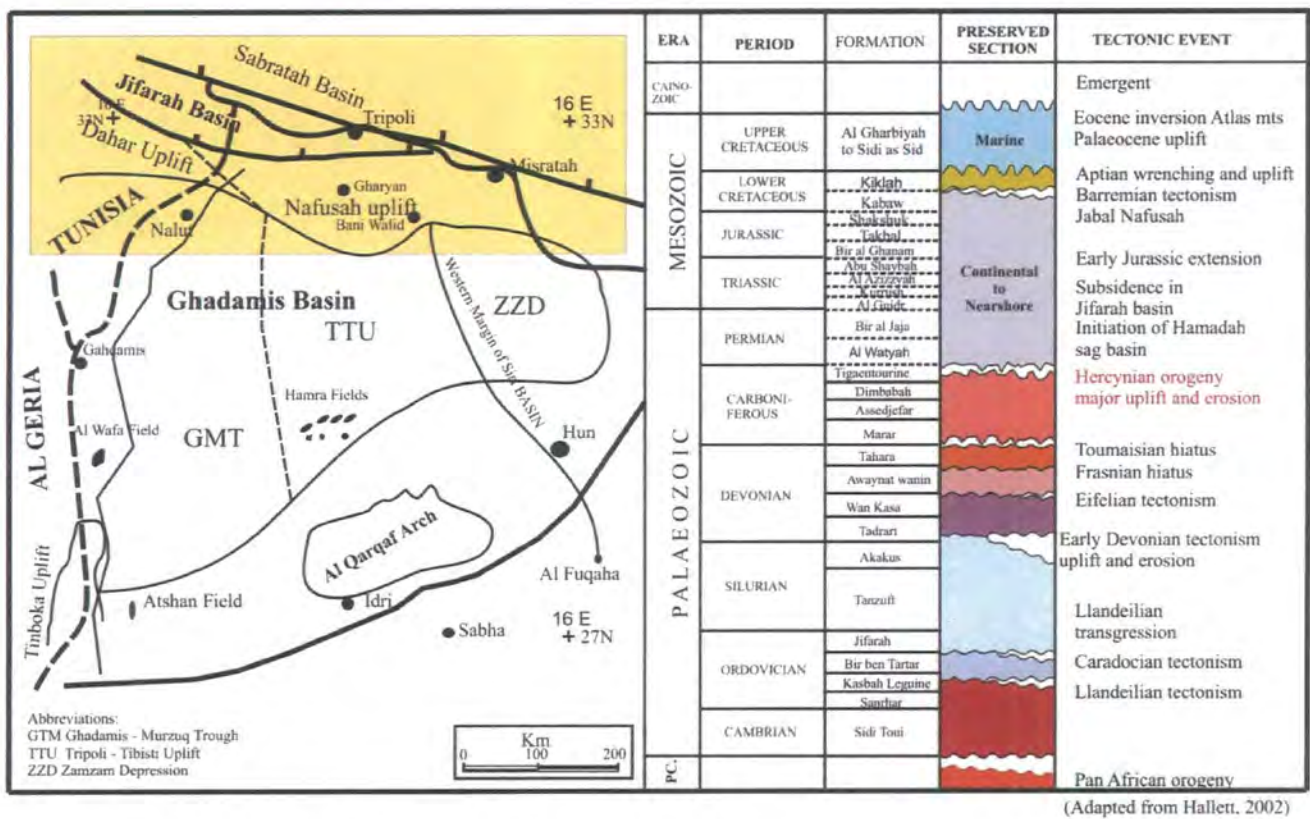 Sabratah Basin
Jifarah Basin
16 E
33N
Dahar Uplift
Tripoli
16 E
+ 33N
Misratah
Gharyan
Nafusah uplift
Bani Walid
TUNISIA
Nalut
Ghadamis Basin
TTU
ZZD
Western Margin of Sirt BASIN
Gahdamis
ALGERIA
Hamra Fields
Al Wafa Field
GMT
Hun
Al Qarqaf Arch
Al Fuqaha
Tinboka Uplift
Atshan Field
Idri
16 E
+ 27N
Sabha
Abbreviations:
GTM Ghadamis - Murzuq Trough
TTU Tripoli - Tibisti Uplift
ZZD Zamzam Depression
Km
0 100 200
ERA PERIOD FORMATION PRESERVED SECTION TECTONIC EVENT
CAINO-
ZOIC
MESOZOIC
PALAEOZOIC
PC.
UPPER
CRETACEOUS
LOWER
CRETACEOUS
JURASSIC
TRIASSIC
PERMIAN
CARBONI-
FEROUS
DEVONIAN
SILURIAN
ORDOVICIAN
CAMBRIAN
Al Gharbiyah
to Sidi as Sid
Kiklah
Kabaw
Shakshuk
Takbal
Bir al Ghanam
Abu Shaybah
Al Azizzyah
Kurrush
Al Guidr
Bir al Jaja
Al Watyah
Tigaentourine
Dimbabah
Assedjefar
Marar
Tahara
Awaynat wanin
Wan Kasa
Tadrart
Akakus
Tanzuft
Jifarah
Bir ben Tartar
Kasbah Leguine
Sanrhar
Sidi Toui
Marine
Continental
to
Nearshore
Emergent
Eocene inversion Atlas mts
Palaeocene uplift
Aptian wrenching and uplift
Barremian tectonism
Jabal Nafusah
Early Jurassic extension
Subsidence in
Jifarah basin
Initiation of Hamadah
sag basin
Hercynian orogeny
major uplift and erosion
Toumaisian hiatus
Frasnian hiatus
Eifelian tectonism
Early Devonian tectonism
uplift and erosion
Llandeilian
transgression
Caradocian tectonism
Llandeilian tectonism
Pan African orogeny
(Adapted from Hallett, 2002)